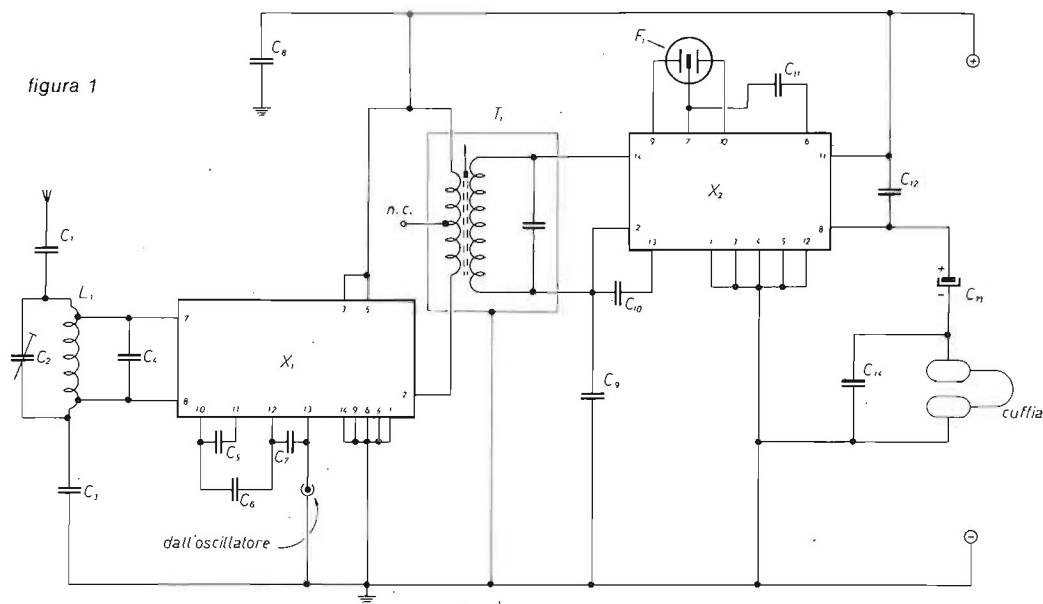 figura 1
C₈
F₁
C₁₁
T₁
9
7
10
6
14
X₂
11
C₁₂
n.c.
2
13
8
1
3
4
5
12
+
C₁
L₁
C₂
C₄
7
8
X₁
3
5
2
10
11
12
13
14
9
6
4
1
C₅
C₇
C₆
C₃
dall'oscillatore
C₁₀
C₉
+
−
C₁₄
cuffia
−